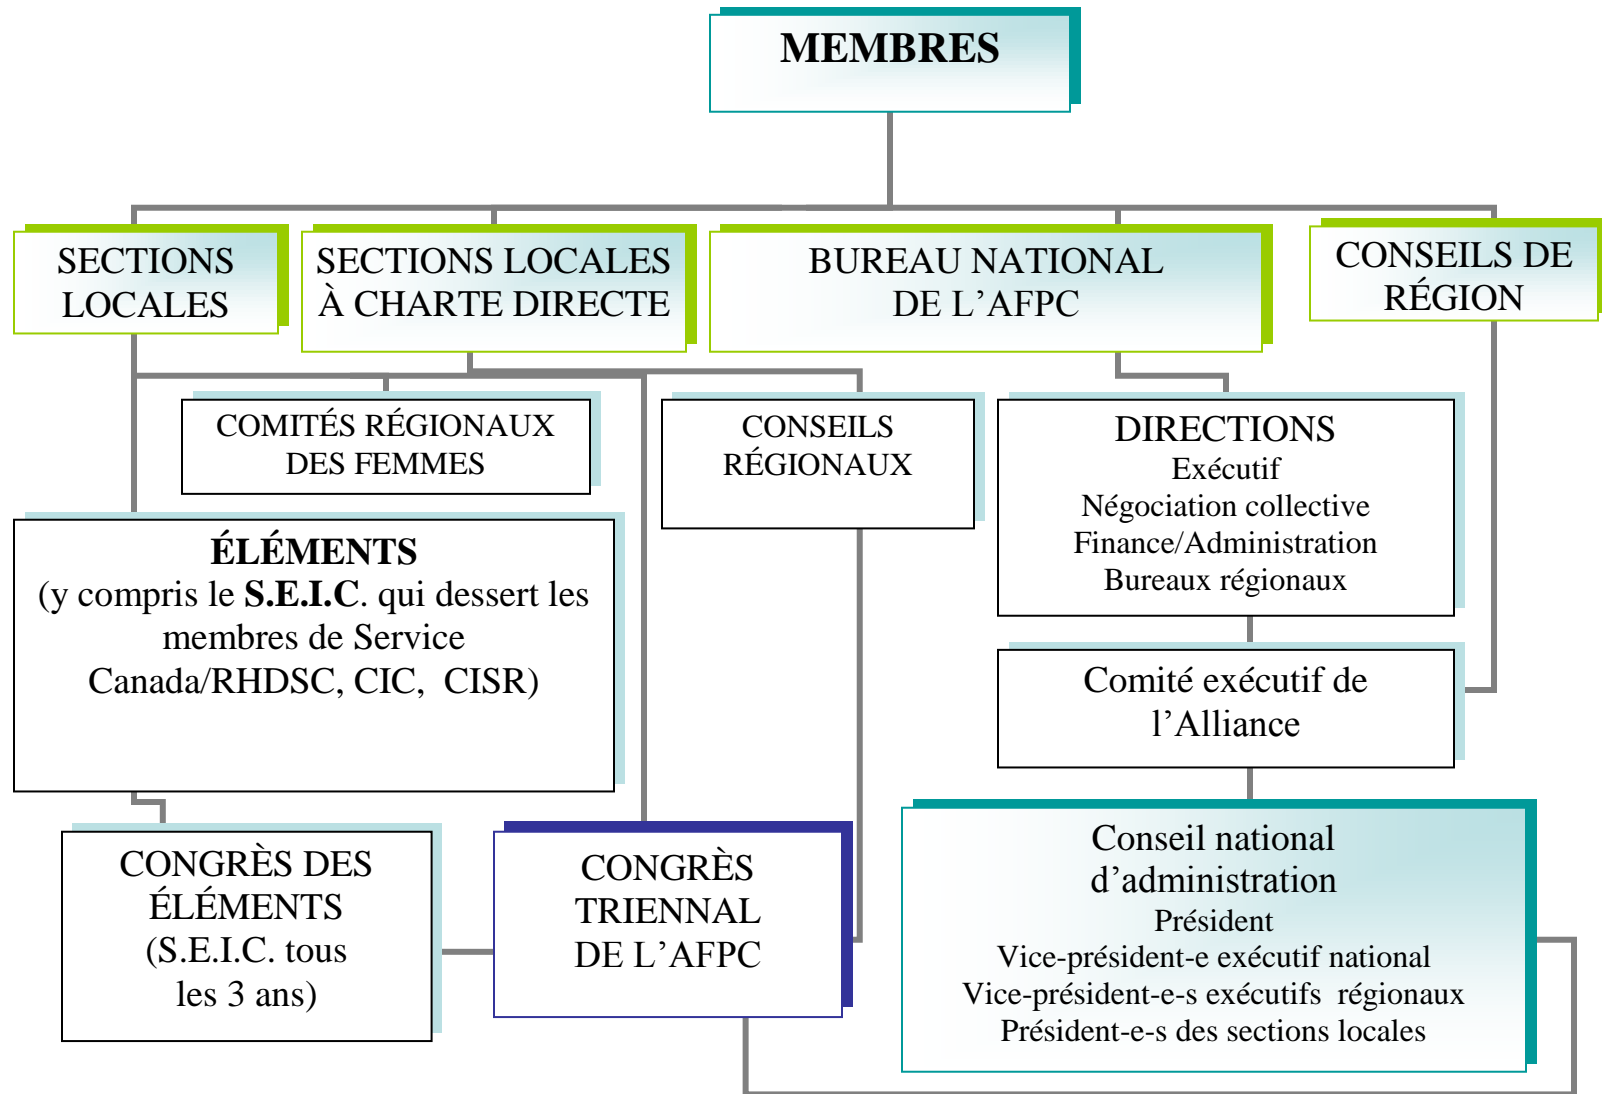 MEMBRES
SECTIONS
LOCALES
SECTIONS LOCALES
À CHARTE DIRECTE
BUREAU NATIONAL
DE L’AFPC
CONSEILS DE
RÉGION
COMITÉS RÉGIONAUX
DES FEMMES
CONSEILS
RÉGIONAUX
DIRECTIONS
Exécutif
Négociation collective
Finance/Administration
Bureaux régionaux
ÉLÉMENTS
(y compris le S.E.I.C. qui dessert les
membres de Service
Canada/RHDSC, CIC, CISR)
Comité exécutif de
l’Alliance
CONGRÈS DES
ÉLÉMENTS
(S.E.I.C. tous
les 3 ans)
CONGRÈS
TRIENNAL
DE L’AFPC
Conseil national
d’administration
Président
Vice-président-e exécutif national
Vice-président-e-s exécutifs régionaux
Président-e-s des sections locales